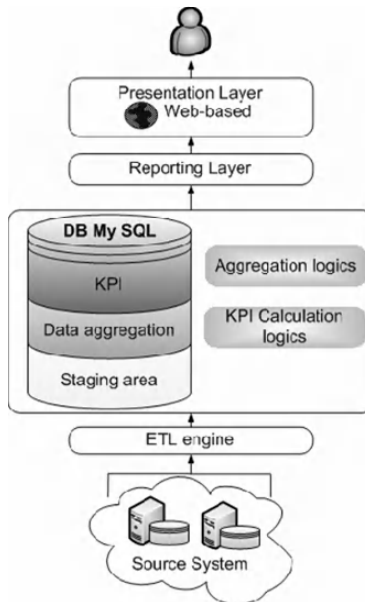 Presentation Layer
Web-based
Reporting Layer
DB My SQL
KPI
Data aggregation
Staging area
Aggregation logics
KPI Calculation
logics
ETL engine
Source System